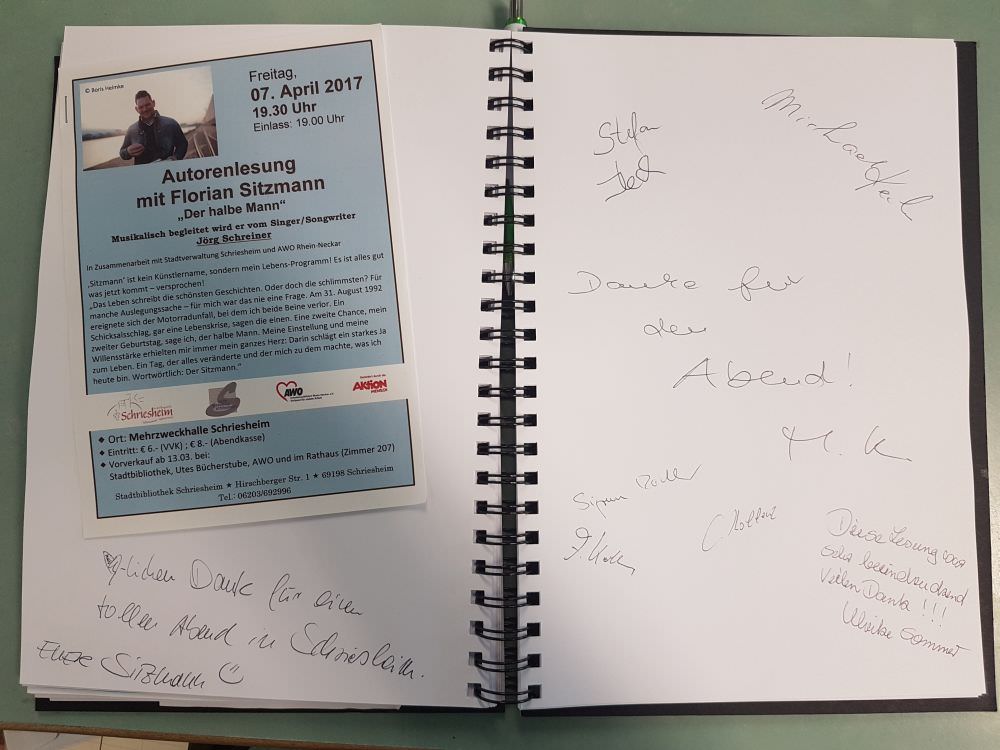 © Boris Heimke
Freitag,
07. April 2017
19.30 Uhr
Einlass: 19.00 Uhr
Autorenlesung
mit Florian Sitzmann
„Der halbe Mann“
Musikalisch begleitet wird er vom Singer/Songwriter
Jörg Schreiner
In Zusammenarbeit mit Stadtverwaltung Schriesheim und AWO Rhein-Neckar
‚Sitzmann‘ ist kein Künstlername, sondern mein Lebens-Programm! Es ist alles gut
was jetzt kommt – versprochen!
„Das Leben schreibt die schönsten Geschichten. Oder doch die schlimmsten? Für
manche Auslegungssache – für mich war das nie eine Frage. Am 31. August 1992
ereignete sich der Motorradunfall, bei dem ich beide Beine verlor. Ein
Schicksalsschlag, gar eine Lebenskrise, sagen die einen. Eine zweite Chance, mein
zweiter Geburtstag, sage ich, der halbe Mann. Meine Einstellung und meine
Willensstärke erhielten mir immer mein ganzes Herz: Darin schlägt ein starkes Ja
zum Leben. Ein Tag, der alles veränderte und der mich zu dem machte, was ich
heute bin. Wortwörtlich: Der Sitzmann.“
Schriesheim
AWO
AKTION
MENSCH
◆ Ort: Mehrzweckhalle Schriesheim
◆ Eintritt: € 6.- (VVK) ; € 8.- (Abendkasse)
◆ Vorverkauf ab 13.03. bei:
Stadtbibliothek, Utes Bücherstube, AWO und im Rathaus (Zimmer 207)
Stadtbibliothek Schriesheim ★ Hirschberger Str. 1 ★ 69198 Schriesheim
Tel.: 06203/692996
-lichen Dank für einen
tollen Abend in Schriesheim.
Euer Sitzmann
Stefan
Danke für
den
Abend!
M. K.
Diese Lesung war
sehr beeindruckend
Vielen Dank !!!
Ulrike Sommer